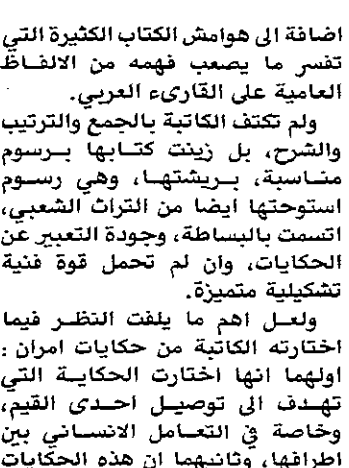 اضافة الى هوامش الكتاب الكثيرة التي
تفسر ما يصعب فهمه من الالفاظ
العامية على القارىء العربي.
ولم تكتف الكاتبة بالجمع والترتيب
والشرح، بل زينت كتابها برسوم
مناسبة، بريشتها، وهي رسوم
استوحتها ايضا من التراث الشعبي،
اتسمت بالبساطة، وجودة التعبير عن
الحكايات، وان لم تحمل قوة فنية
تشكيلية متميزة.
ولعل اهم ما يلفت النظر فيما
اختارته الكاتبة من حكايات امران :
اولهما انها اختارت الحكاية التي
تهدف الى توصيل احدى القيم،
وخاصة في التعامل الانساني بين
اطرافها، وثانيهما ان هذه الحكايات